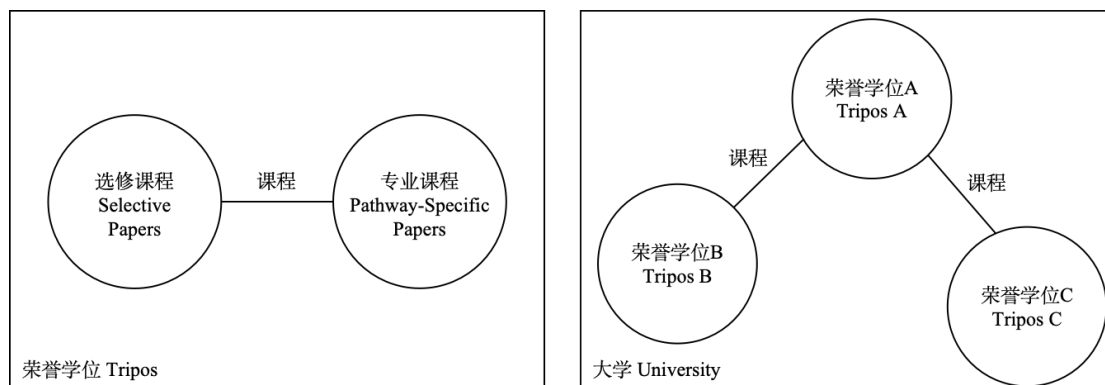 选修课程
Selective
Papers
课程
专业课程
Pathway-Specific
Papers
荣誉学位 Tripos
荣誉学位A
Tripos A
课程
课程
荣誉学位B
Tripos B
荣誉学位C
Tripos C
大学 University